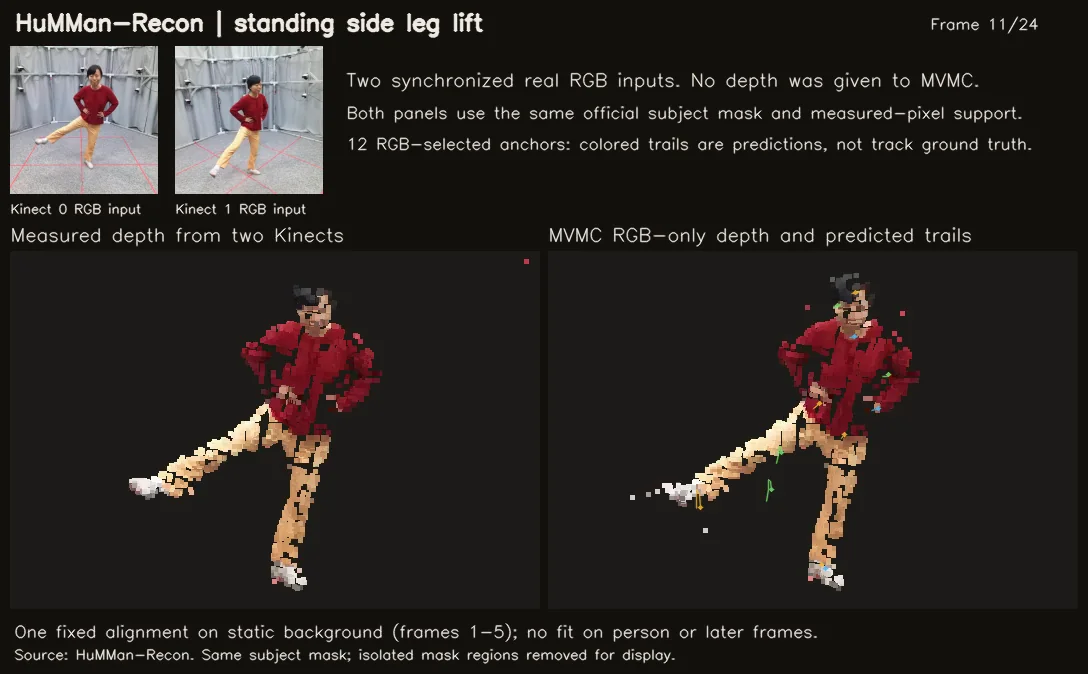 HuMMan-Recon | standing side leg lift
Frame 11/24
Two synchronized real RGB inputs. No depth was given to MVMC.
Both panels use the same official subject mask and measured-pixel support.
12 RGB-selected anchors: colored trails are predictions, not track ground truth.
Kinect 0 RGB input
Kinect 1 RGB input
Measured depth from two Kinects
MVMC RGB-only depth and predicted trails
One fixed alignment on static background (frames 1-5); no fit on person or later frames.
Source: HuMMan-Recon. Same subject mask; isolated mask regions removed for display.